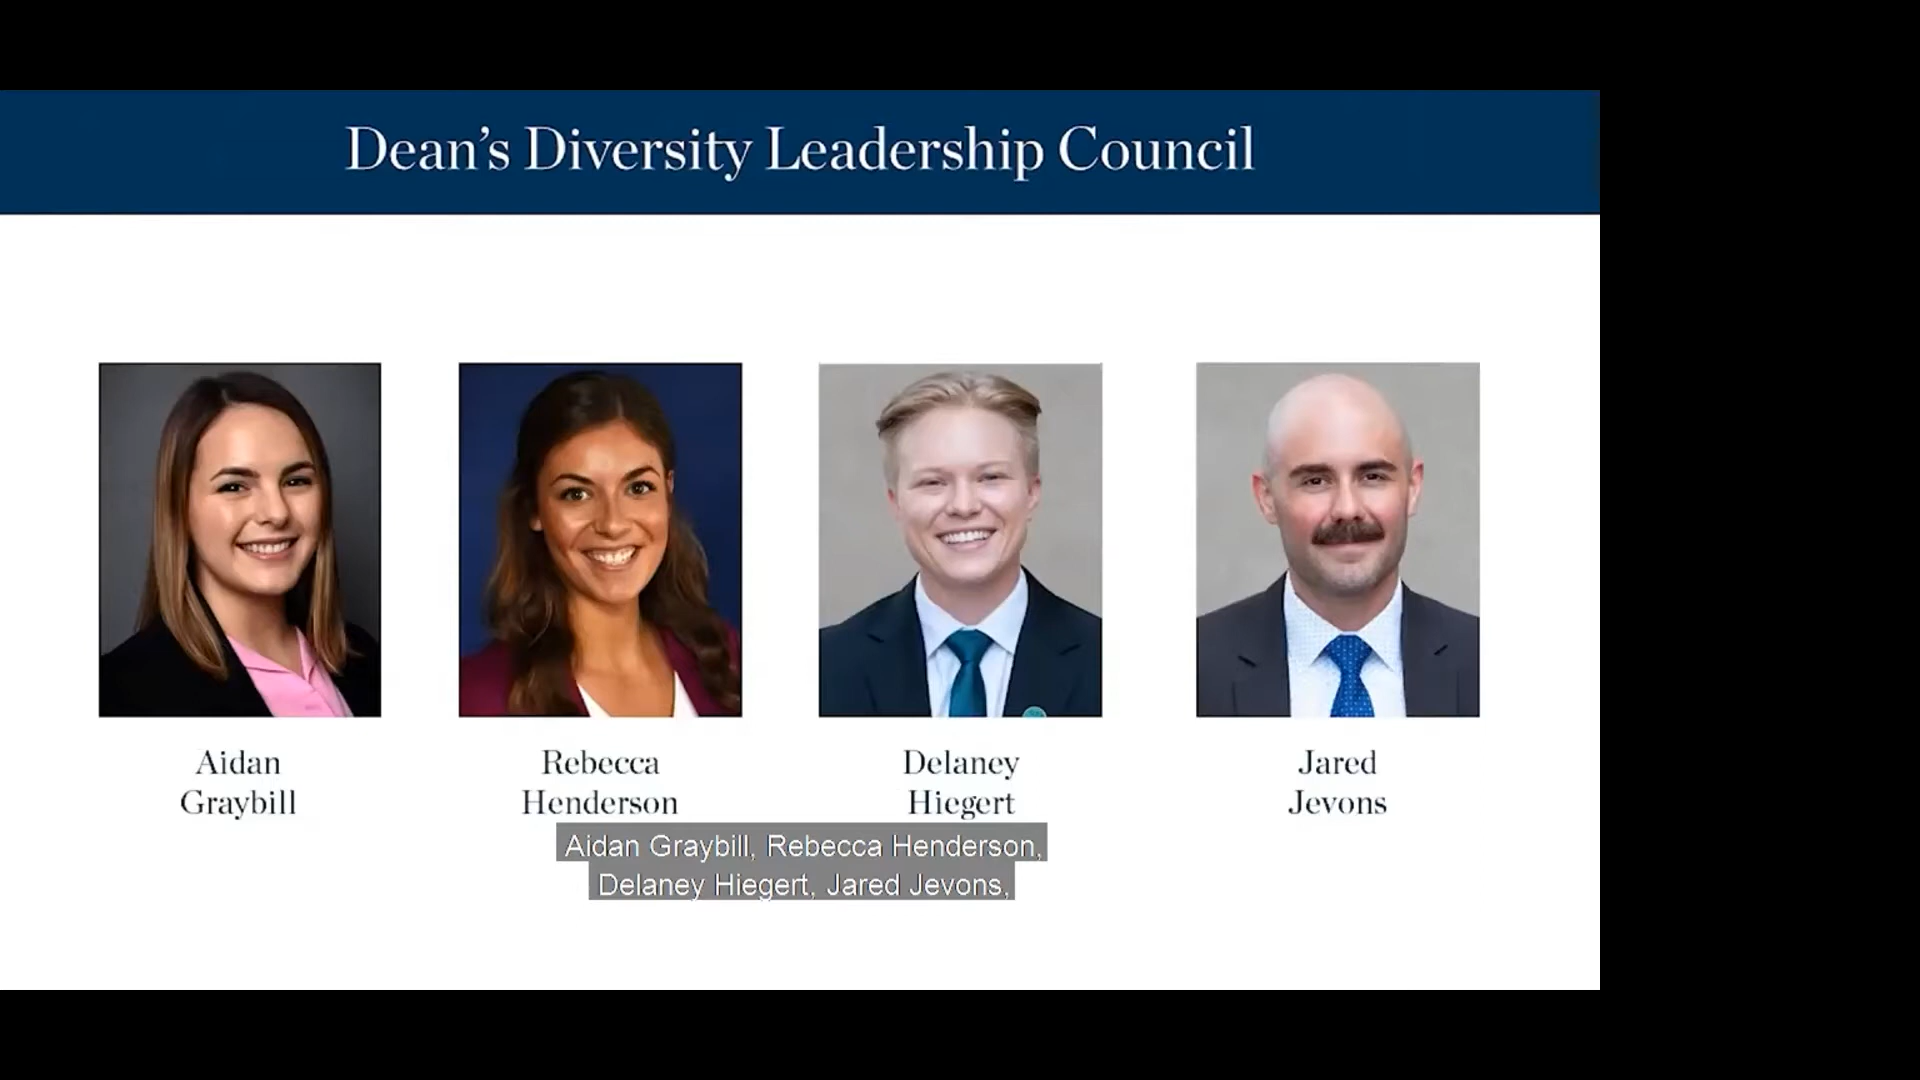 Dean’s Diversity Leadership Council
Aidan
Graybill
Rebecca
Henderson
Delaney
Hiegert
Jared
Jevons
Aidan Graybill, Rebecca Henderson,
Delaney Hiegert, Jared Jevons,